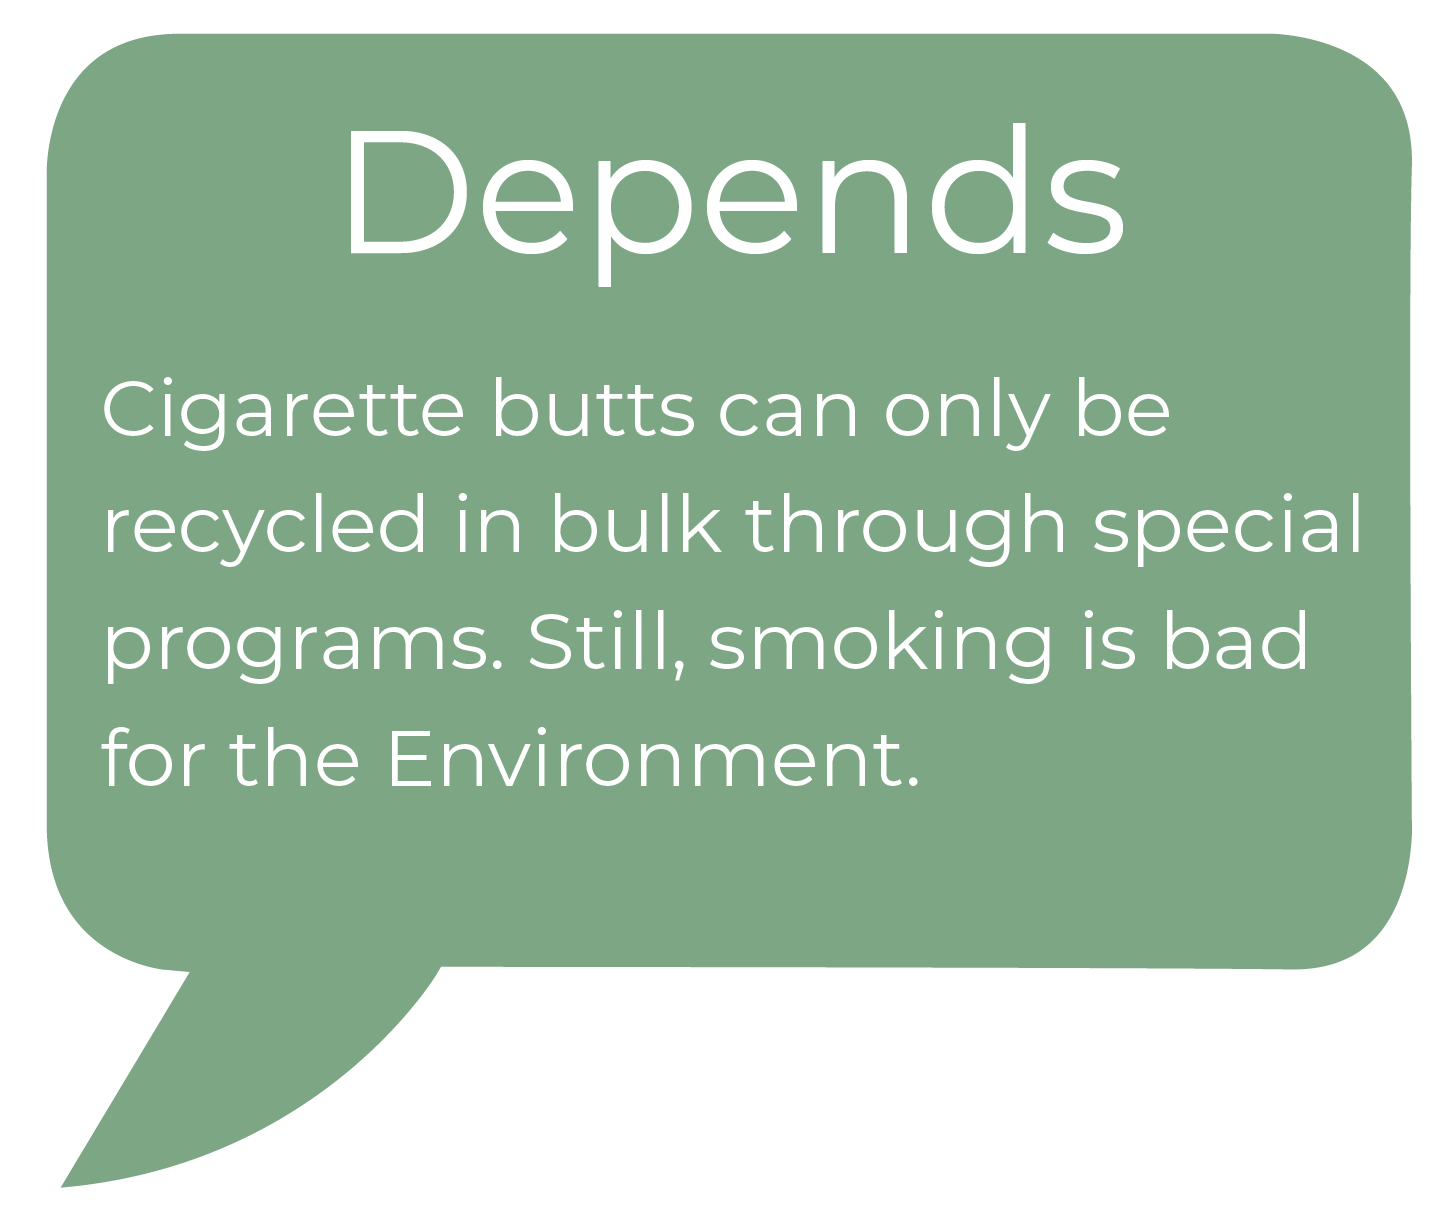 Depends
Cigarette butts can only be
recycled in bulk through special
programs. Still, smoking is bad
for the Environment.